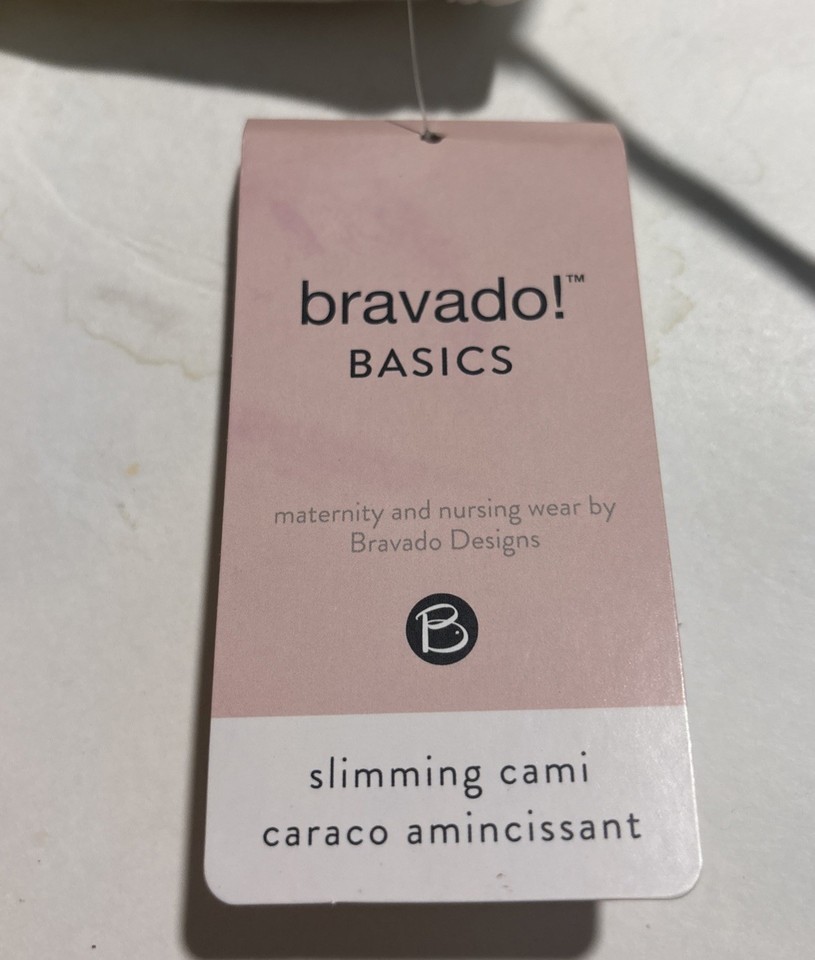 bravado!™
BASICS
maternity and nursing wear by
Bravado Designs
B
slimming cami
caraco amincissant